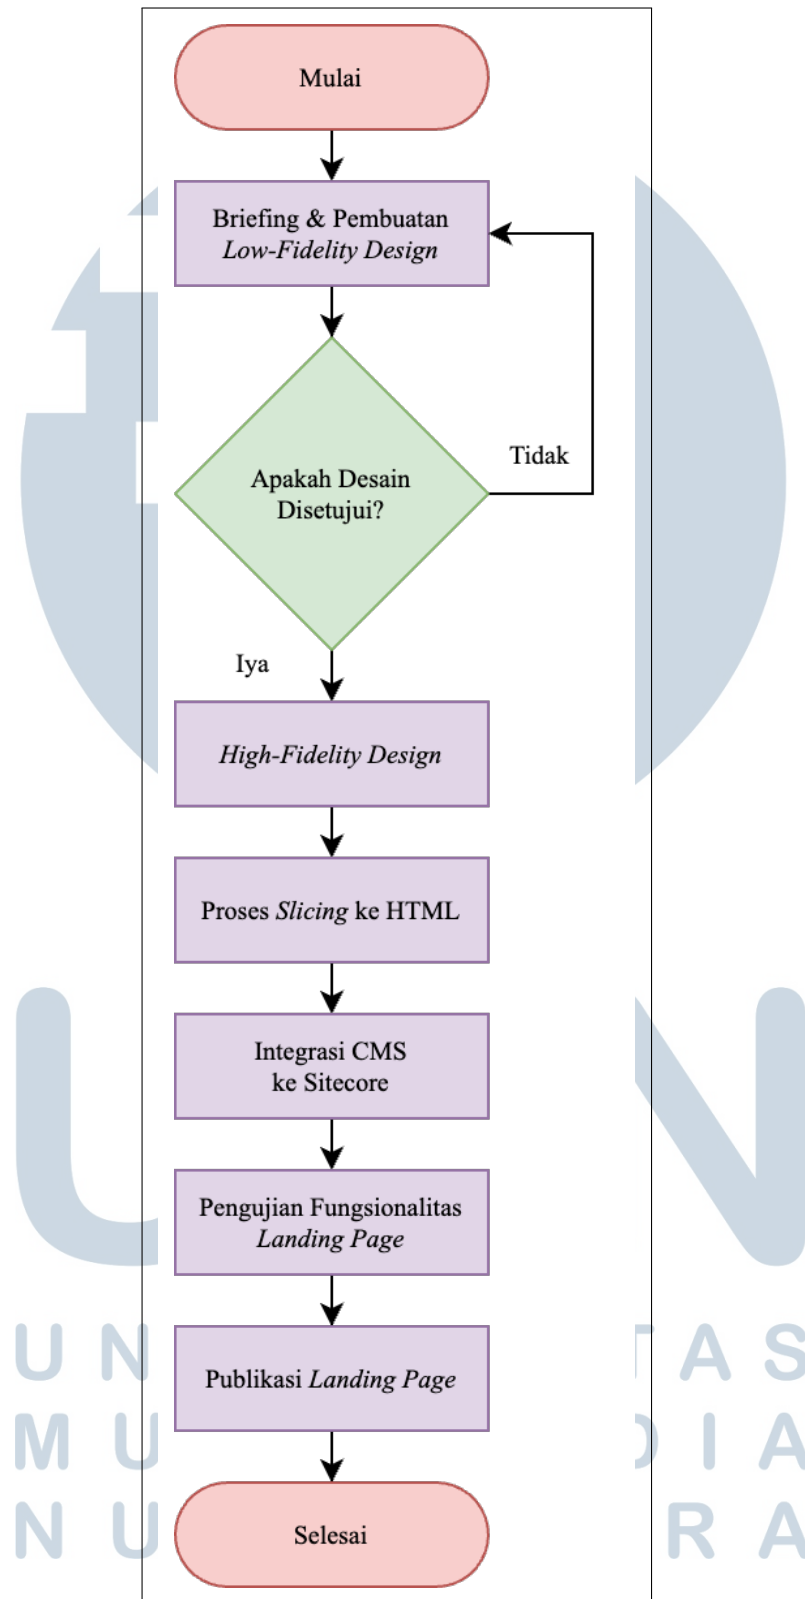 Mulai
Briefing & Pembuatan
Low-Fidelity Design
Apakah Desain
Disetujui?
Tidak
Iya
High-Fidelity Design
Proses Slicing ke HTML
Integrasi CMS
ke Sitecore
Pengujian Fungsionalitas
Landing Page
Publikasi Landing Page
Selesai